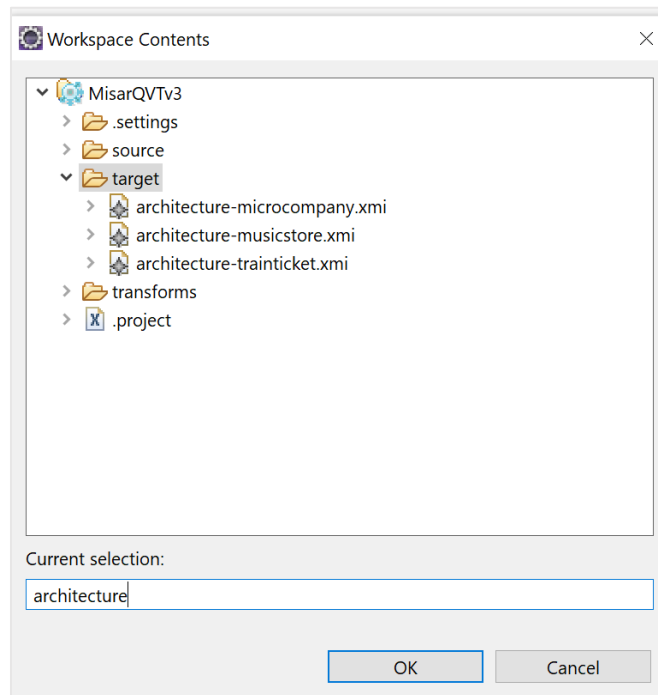 Workspace Contents
MisarQVTv3
.settings
source
target
architecture-microcompany.xmi
architecture-musicstore.xmi
architecture-trainticket.xmi
transforms
X .project
Current selection:
architecture
OK Cancel